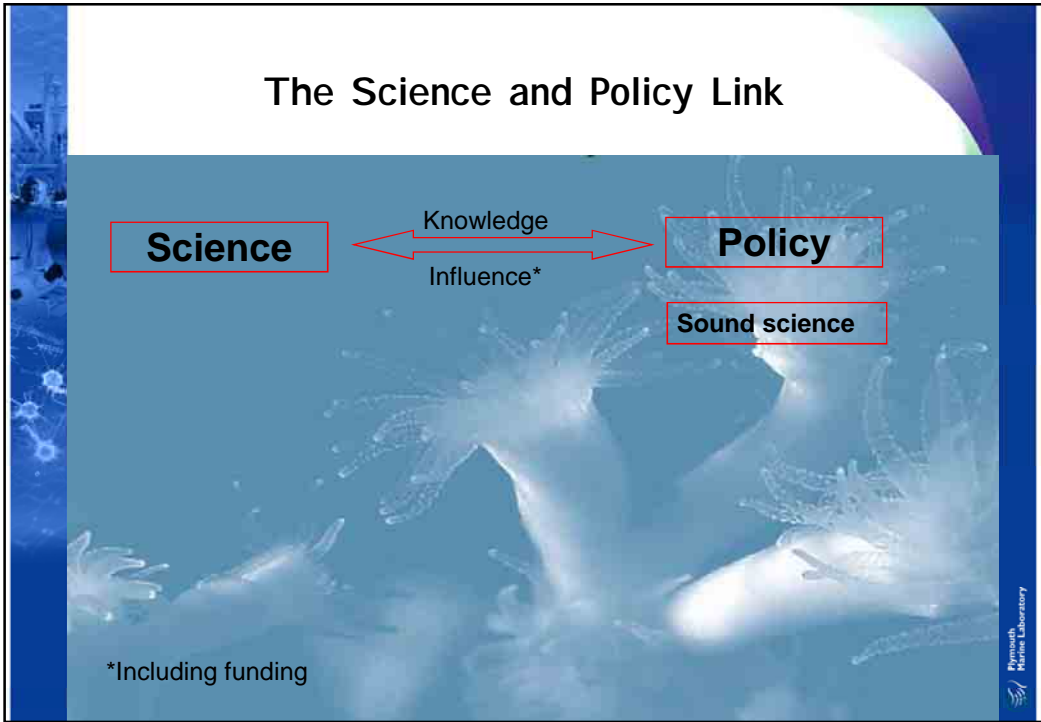 The Science and Policy Link
Science
Knowledge
Influence*
Policy
Sound science
*Including funding
Plymouth
Marine Laboratory